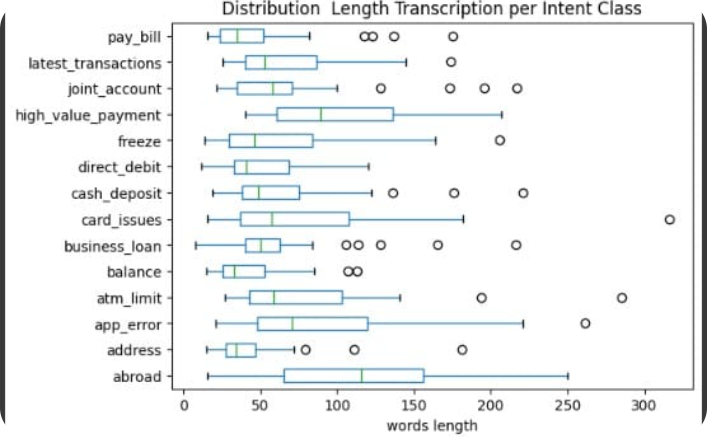 Distribution  Length Transcription per Intent Class
pay_bill
latest_transactions
joint_account
high_value_payment
freeze
direct_debit
cash_deposit
card_issues
business_loan
balance
atm_limit
app_error
address
abroad
0 50 100 150 200 250 300
words length